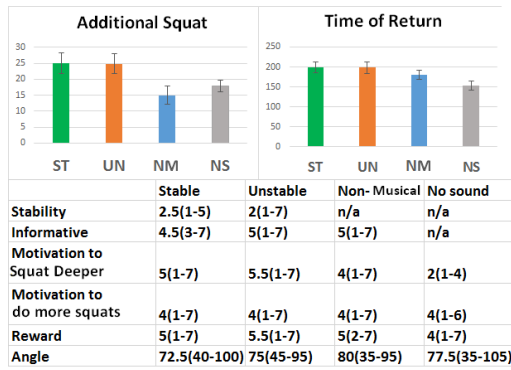 Additional Squat
30
25
20
15
10
5
0
ST UN NM NS
Time of Return
250
200
150
100
50
0
ST UN NM NS
Stable Unstable Non-Musical No sound
Stability 2.5(1-5) 2(1-7) n/a n/a
Informative 4.5(3-7) 5(1-7) 5(1-7) n/a
Motivation to
Squat Deeper 5(1-7) 5.5(1-7) 4(1-7) 2(1-4)
Motivation to
do more squats 4(1-7) 4(1-7) 4(1-7) 4(1-6)
Reward 5(1-7) 5.5(1-7) 5(2-7) 4(1-7)
Angle 72.5(40-100) 75(45-95) 80(35-95) 77.5(35-105)